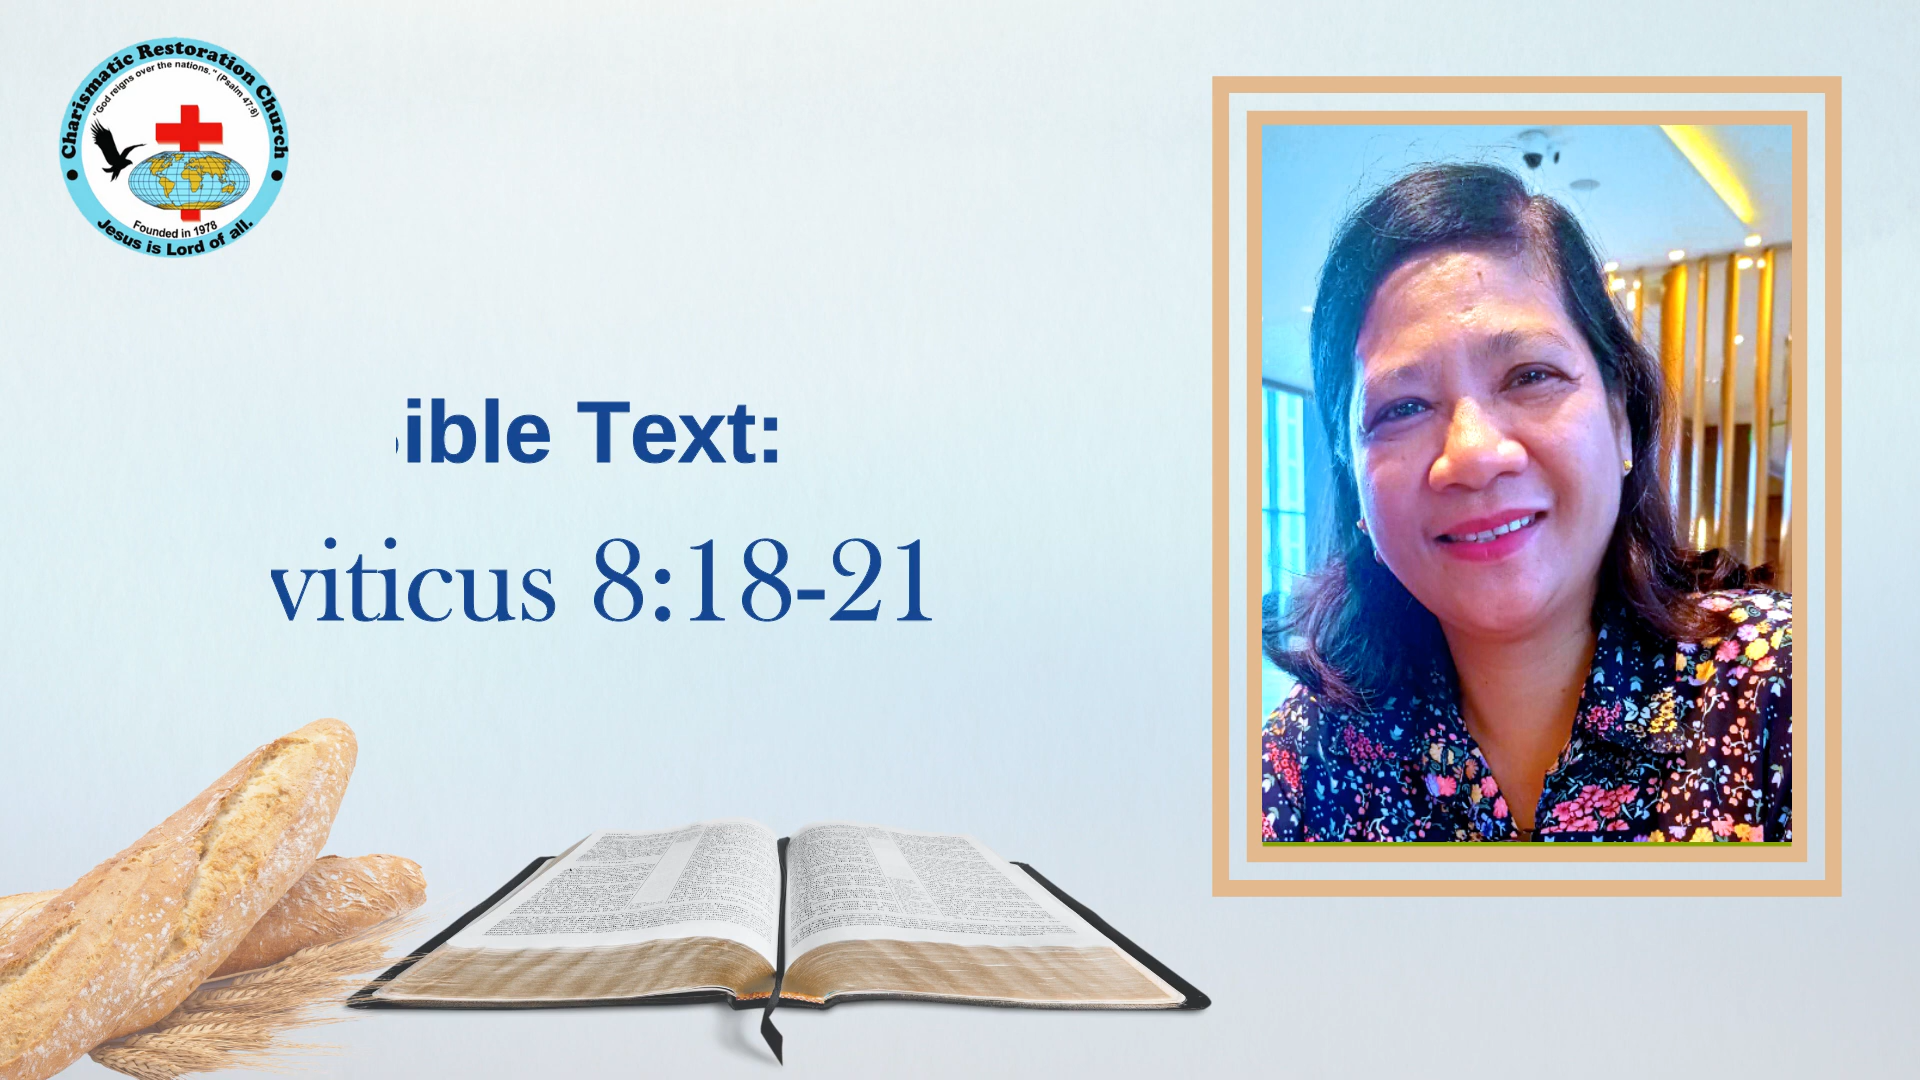 Charismatic Restoration Church
"God reigns over the nations." (Psalm 47:8)
Founded in 1978
Jesus is Lord of all.
ible Text:
viticus 8:18-21